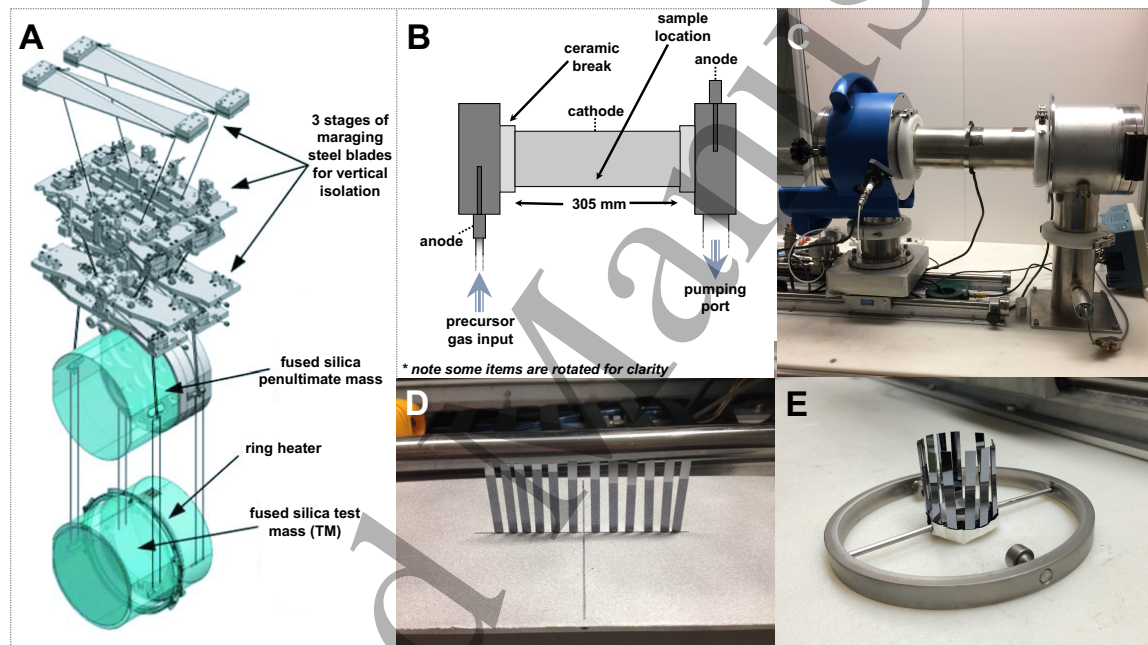 A
3 stages of
maraging
steel blades
for vertical
isolation
fused silica
penultimate mass
ring heater
fused silica test
mass (TM)
B
sample
location
ceramic
break
anode
cathode
305 mm
anode
precursor
gas input
pumping
port
* note some items are rotated for clarity
C
D
E